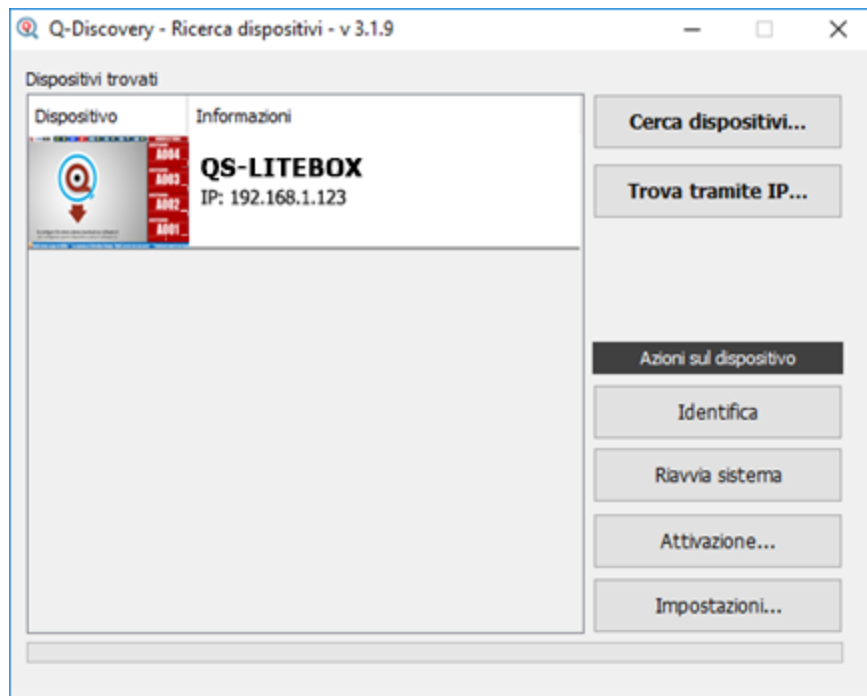 Q-Discovery - Ricerca dispositivi - v 3.1.9
Dispositivi trovati
Dispositivo
Informazioni
A004
A003
A002
A001
QS-LITEBOX
IP: 192.168.1.123
Cerca dispositivi...
Trova tramite IP...
Azioni sul dispositivo
Identifica
Riavvia sistema
Attivazione...
Impostazioni...